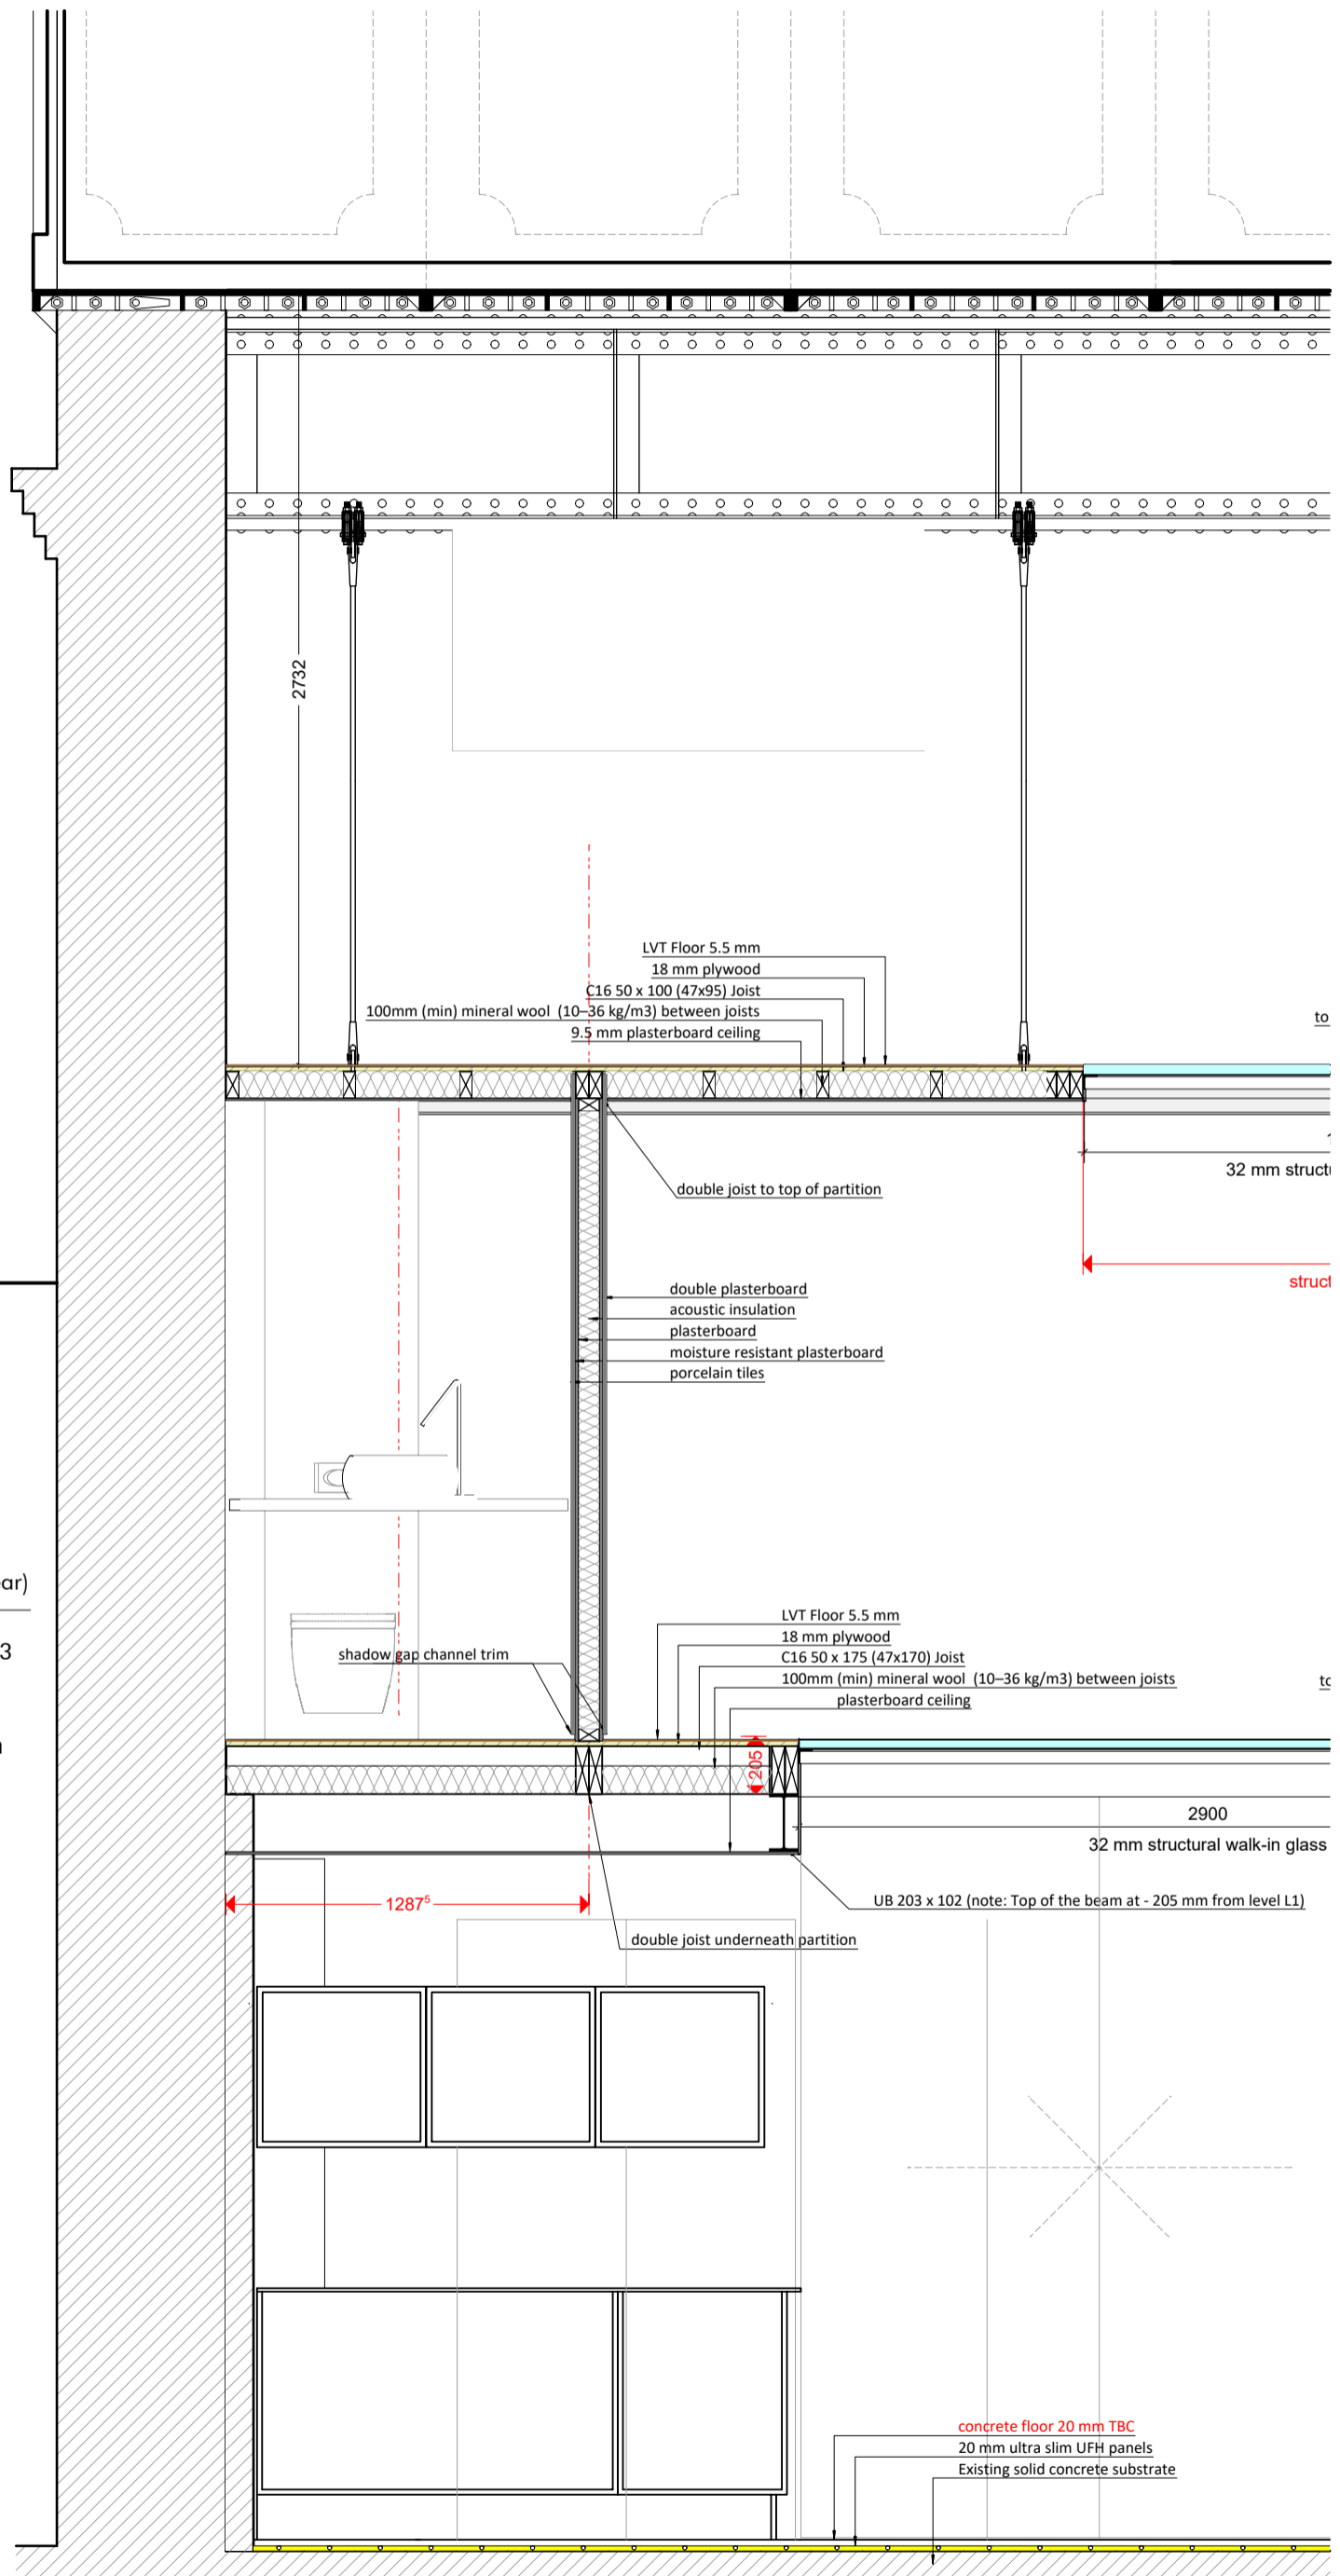 2732
LVT Floor 5.5 mm
18 mm plywood
C16 50 x 100 (47x95) Joist
100mm (min) mineral wool (10–36 kg/m3) between joists
9.5 mm plasterboard ceiling
to
1
32 mm structu
double joist to top of partition
struct
double plasterboard
acoustic insulation
plasterboard
moisture resistant plasterboard
porcelain tiles
ar)
3
LVT Floor 5.5 mm
18 mm plywood
C16 50 x 175 (47x170) Joist
100mm (min) mineral wool (10–36 kg/m3) between joists
plasterboard ceiling
shadow gap channel trim
to
205
2900
32 mm structural walk-in glass
1287⁵
UB 203 x 102 (note: Top of the beam at - 205 mm from level L1)
double joist underneath partition
concrete floor 20 mm TBC
20 mm ultra slim UFH panels
Existing solid concrete substrate